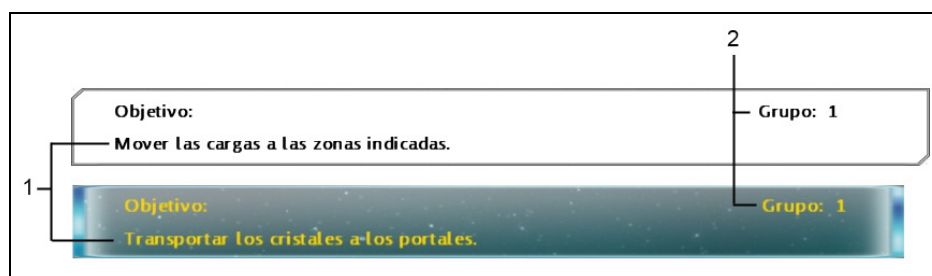 2
Objetivo: Grupo: 1
Mover las cargas a las zonas indicadas.
1
Objetivo: Grupo: 1
Transportar los cristales a los portales.